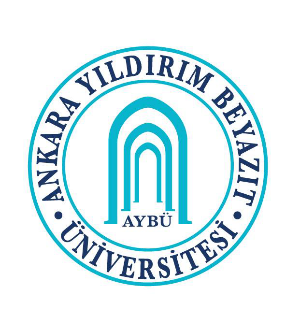 ANKARA YILDIRIM BEYAZIT
• ÜNİVERSİTESİ •
AYBÜ